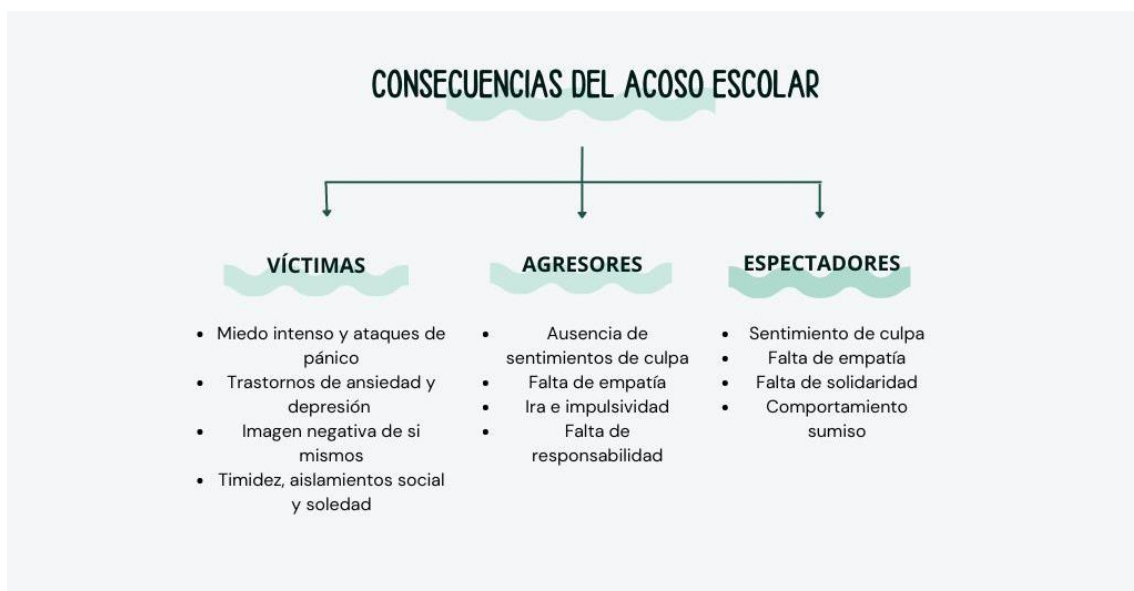 CONSECUENCIAS DEL ACOSO ESCOLAR
VÍCTIMAS
• Miedo intenso y ataques de
pánico
• Trastornos de ansiedad y
depresión
• Imagen negativa de si
mismos
• Timidez, aislamientos social
y soledad
AGRESORES
• Ausencia de
sentimientos de culpa
• Falta de empatía
• Ira e impulsividad
• Falta de
responsabilidad
ESPECTADORES
• Sentimiento de culpa
• Falta de empatía
• Falta de solidaridad
• Comportamiento
sumiso